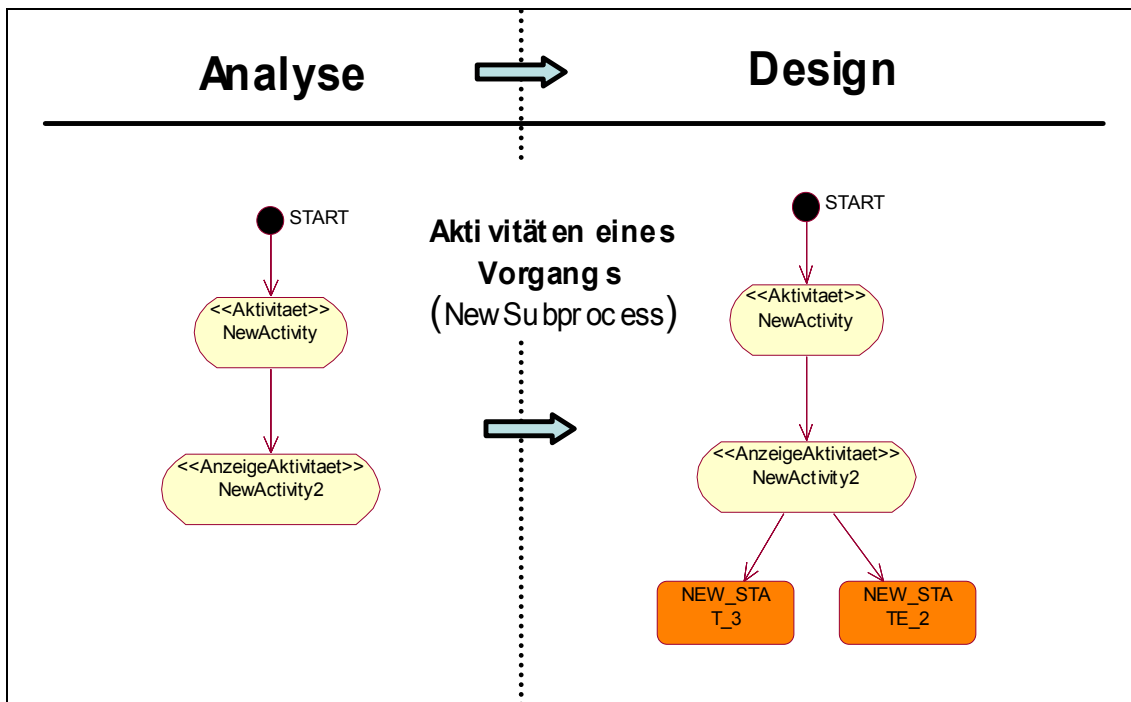 Analyse
Design
START
<<Aktivitaet>>
NewActivity
<<AnzeigeAktivitaet>>
NewActivity2
Aktivitäten eines
Vorgangs
(NewSubprocess)
START
<<Aktivitaet>>
NewActivity
<<AnzeigeAktivitaet>>
NewActivity2
NEW_STA
T_3
NEW_STA
TE_2